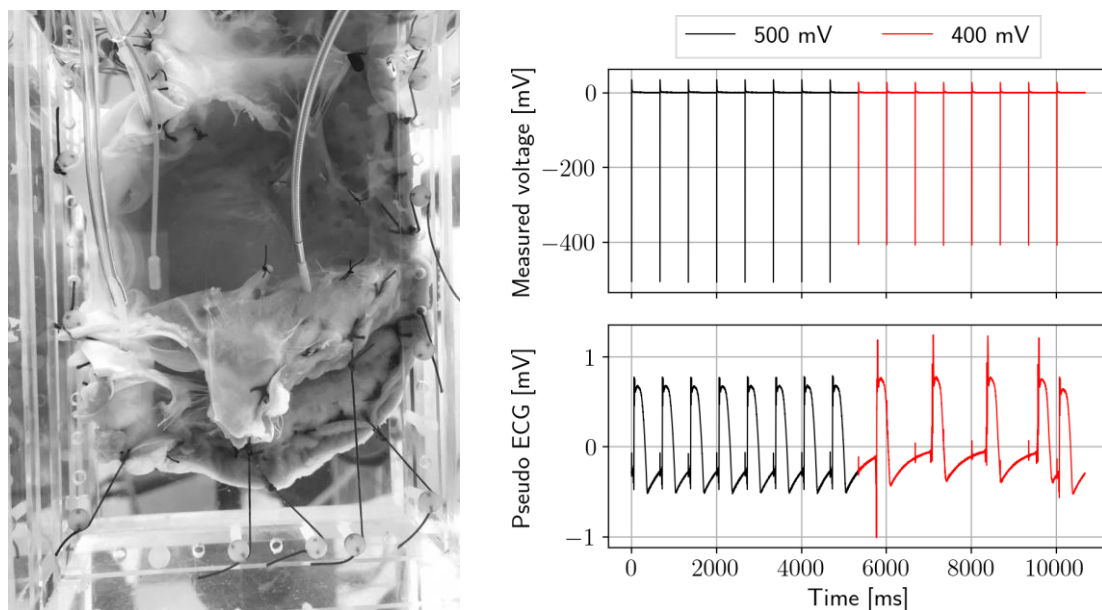 500 mV
400 mV
Measured voltage [mV]
0
−200
−400
Pseudo ECG [mV]
1
0
−1
0
2000
4000
6000
8000
10000
Time [ms]